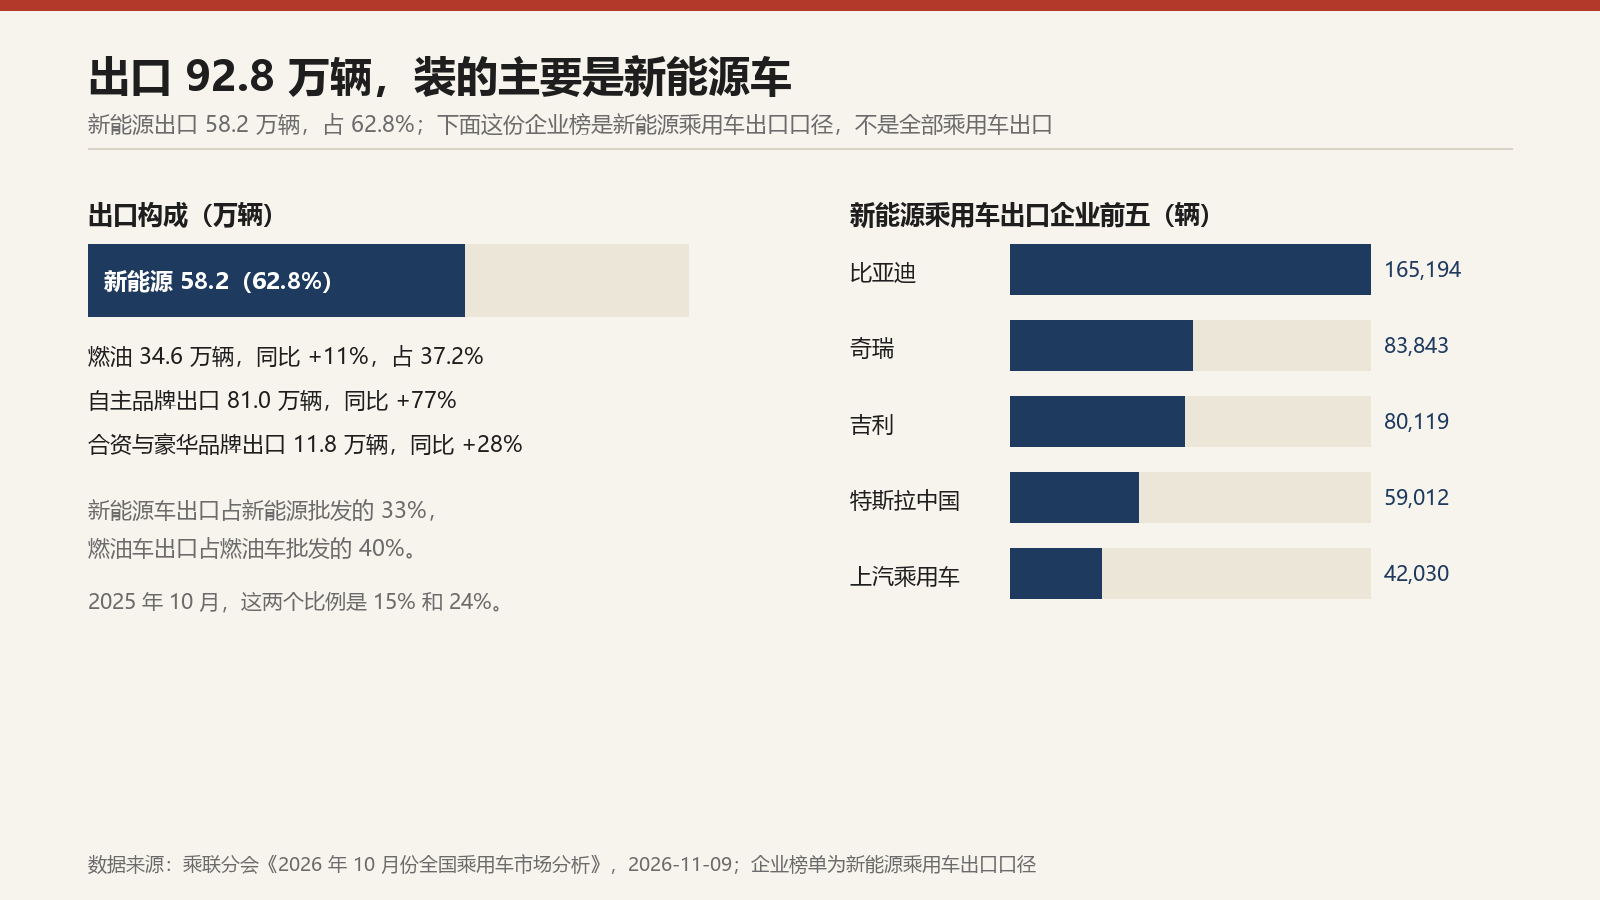 出口 92.8 万辆，装的主要是新能源车
新能源出口 58.2 万辆，占 62.8%；下面这份企业榜是新能源乘用车出口口径，不是全部乘用车出口
出口构成（万辆）
新能源 58.2（62.8%）
燃油 34.6 万辆，同比 +11%，占 37.2%
自主品牌出口 81.0 万辆，同比 +77%
合资与豪华品牌出口 11.8 万辆，同比 +28%
新能源车出口占新能源批发的 33%，
燃油车出口占燃油车批发的 40%。
2025 年 10 月，这两个比例是 15% 和 24%。
新能源乘用车出口企业前五（辆）
比亚迪 165,194
奇瑞 83,843
吉利 80,119
特斯拉中国 59,012
上汽乘用车 42,030
数据来源：乘联分会《2026 年 10 月份全国乘用车市场分析》，2026-11-09；企业榜单为新能源乘用车出口口径